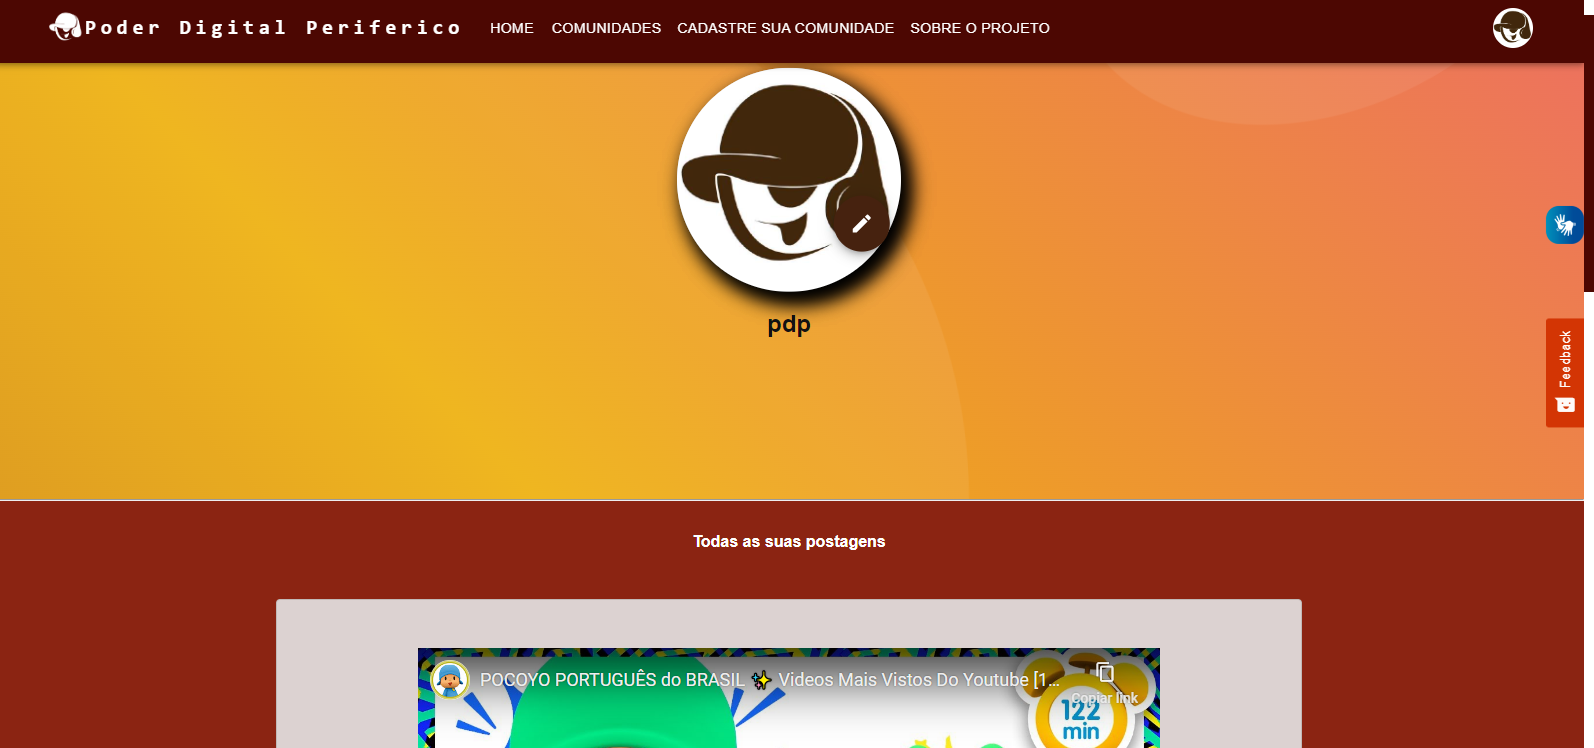 Poder Digital Periferico
HOME COMUNIDADES CADASTRE SUA COMUNIDADE SOBRE O PROJETO
pdp
Feedback
Todas as suas postagens
POCOYO PORTUGUÊS do BRASIL ✨ Videos Mais Vistos Do Youtube [1...
Copiar link
122
min